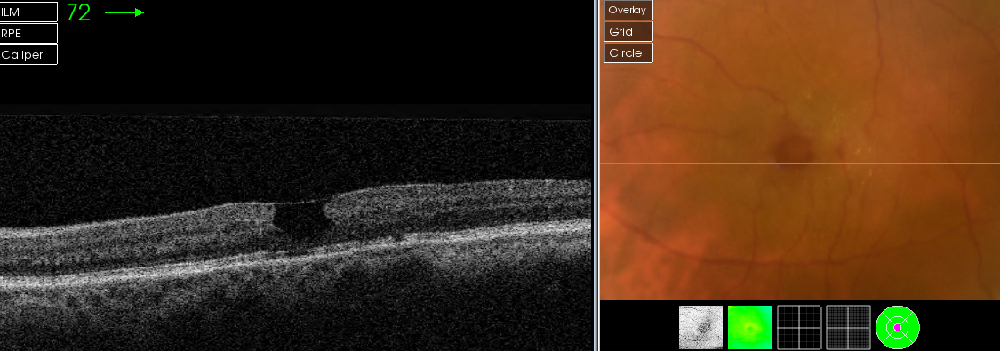 ILM
72
RPE
Caliper
Overlay
Grid
Circle